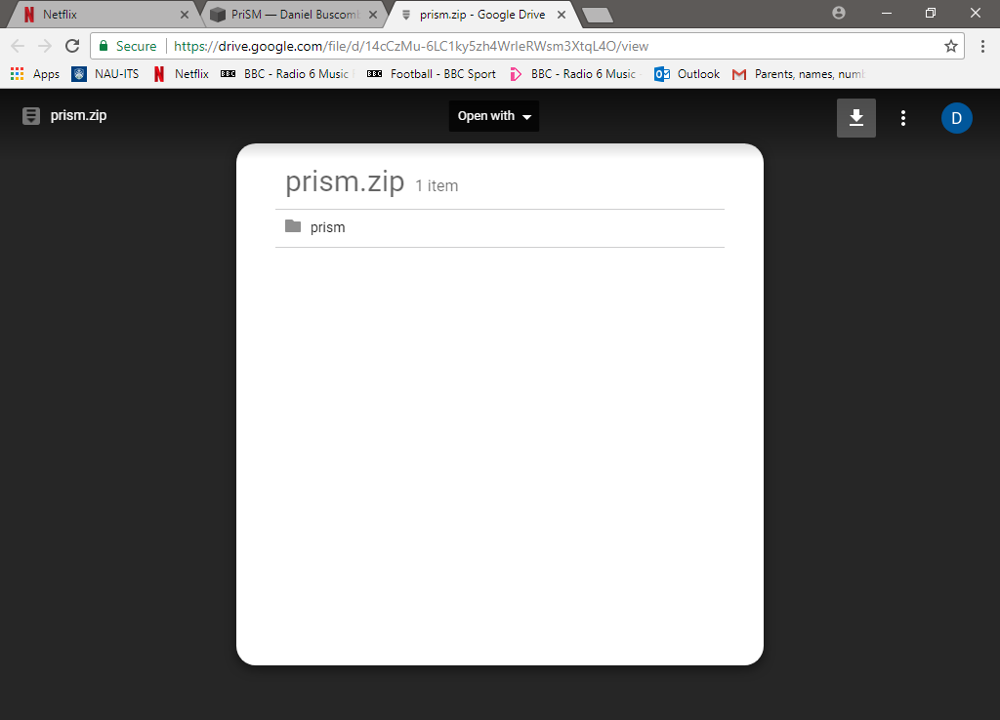 Netflix
PriSM — Daniel Buscom
prism.zip - Google Drive
Secure https://drive.google.com/file/d/14cCzMu-6LC1ky5zh4WrleRWsm3XtqL4O/view
Apps NAU-ITS Netflix BBC BBC - Radio 6 Music BBC Football - BBC Sport BBC - Radio 6 Music Outlook Parents, names, numb
prism.zip
Open with
D
prism.zip 1 item
prism